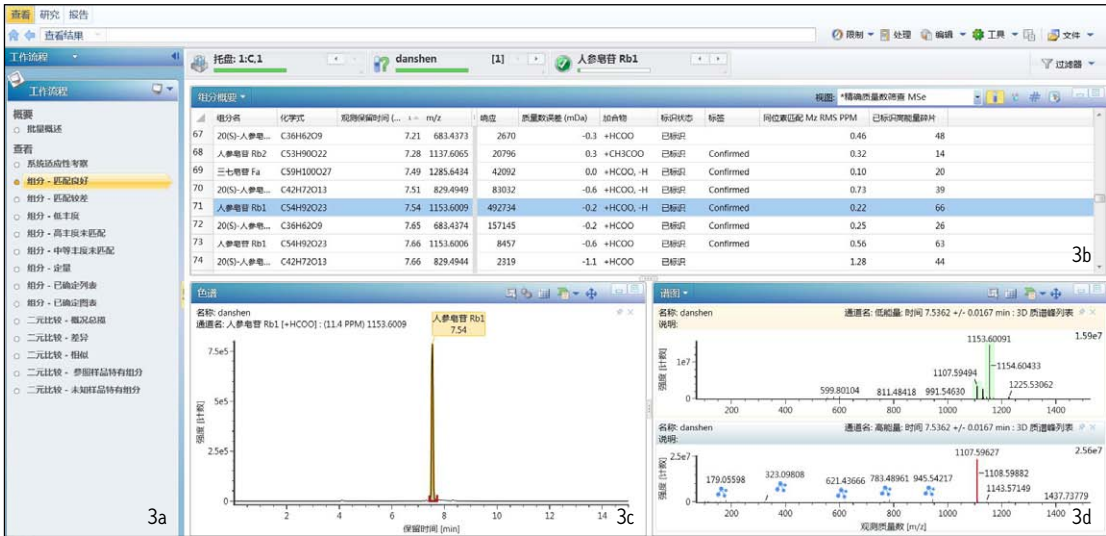 查看 研究 报告
查看结果
限制 处理 编辑 工具 文件
工作流程
托盘: 1:C,1 danshen [1] 人参皂苷 Rb1
过滤器
工作流程
概要
批量概述
查看
系统适应性考察
组分 - 匹配良好
组分 - 匹配较差
组分 - 低丰度
组分 - 高丰度未匹配
组分 - 中等丰度未匹配
组分 - 定量
组分 - 已确定列表
组分 - 已确定图表
二元比较 - 概况总揽
二元比较 - 差异
二元比较 - 相似
二元比较 - 参照样品特有组分
二元比较 - 未知样品特有组分
3a
组分概要 视图: *精确质量数筛查 MSe
组分名 化学式 观测保留时间 (... m/z 响应 质量数误差 (mDa) 加合物 标识状态 标签 同位素匹配 Mz RMS PPM 已标识高能量碎片
67 20(S)-人参皂... C36H62O9 7.21 683.4373 2670 -0.3 +HCOO 已标识 0.46 48
68 人参皂苷 Rb2 C53H90O22 7.28 1137.6065 20796 0.3 +CH3COO 已标识 Confirmed 0.32 14
69 三七皂苷 Fa C59H100O27 7.49 1285.6434 42092 0.0 +HCOO, -H 已标识 Confirmed 0.10 20
70 20(S)-人参皂... C42H72O13 7.51 829.4949 83032 -0.6 +HCOO, -H 已标识 Confirmed 0.73 39
71 人参皂苷 Rb1 C54H92O23 7.54 1153.6009 492734 -0.2 +HCOO, -H 已标识 Confirmed 0.22 66
72 20(S)-人参皂... C36H62O9 7.65 683.4374 157145 -0.2 +HCOO 已标识 Confirmed 0.25 26
73 人参皂苷 Rb1 C54H92O23 7.66 1153.6006 8457 -0.6 +HCOO 已标识 Confirmed 0.56 63
74 20(S)-人参皂... C42H72O13 7.66 829.4944 2319 -1.1 +HCOO 已标识 1.28 44
3b
色谱
名称: danshen
通道名: 人参皂苷 Rb1 [+HCOO] : (11.4 PPM) 1153.6009
人参皂苷 Rb1
7.54
7.5e5
5e5
2.5e5
0
强度 [计数]
2 4 6 8 10 12 14
保留时间 [min]
3c
谱图
名称: danshen 通道名: 低能量: 时间 7.5362 +/- 0.0167 min : 3D 质谱峰列表
说明:
1.59e7
1153.60091
1154.60433
1107.59494
1225.53062
599.80104 811.48418 991.54630
1e7
0
强度 [计数]
200 400 600 800 1000 1200 1400
名称: danshen 通道名: 高能量: 时间 7.5362 +/- 0.0167 min : 3D 质谱峰列表
说明:
2.56e7
2.5e7
1107.59627
1108.59882
179.05598 323.09808 621.43666 783.48961 945.54217
1143.57149
1437.73779
0
强度 [计数]
200 400 600 800 1000 1200 1400
观测质量数 [m/z]
3d